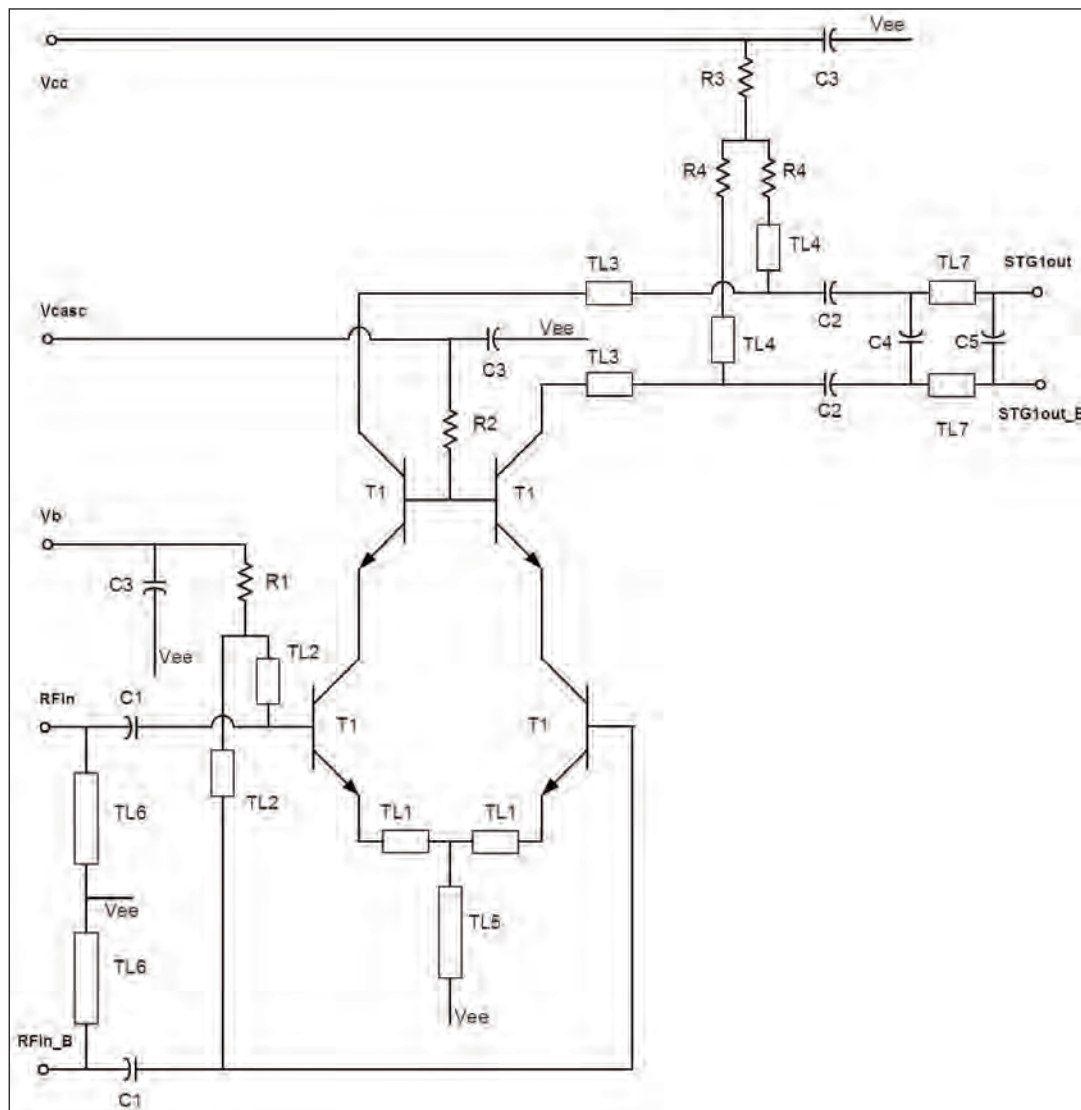 Vee
Vcc
R3
C3
R4
R4
TL4
TL3
TL7
STG1out
Vcasc
Vee
C2
C4
C5
TL4
C3
TL3
R2
C2
STG1out_B
TL7
T1
T1
Vb
C3
R1
Vee
TL2
RFin
C1
T1
T1
TL2
TL6
TL1
TL1
Vee
TL5
TL6
Vee
RFin_B
C1